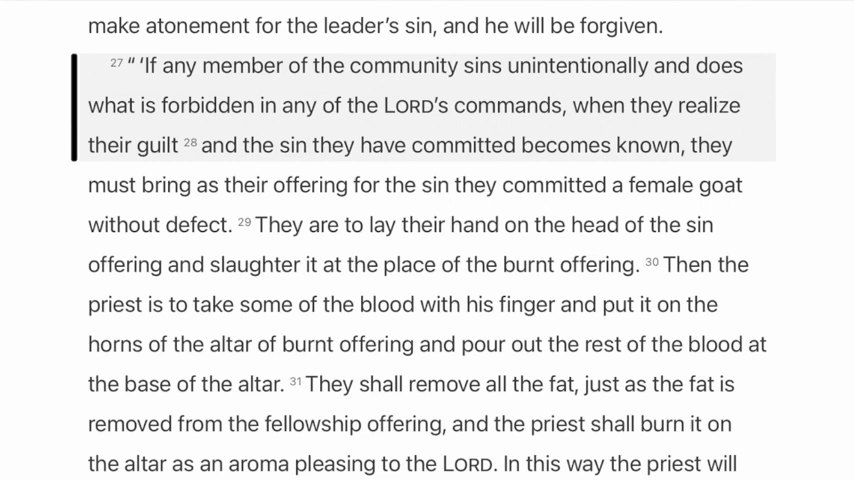 make atonement for the leader’s sin, and he will be forgiven.
27 “ ‘If any member of the community sins unintentionally and does
what is forbidden in any of the LORD’s commands, when they realize
their guilt 28 and the sin they have committed becomes known, they
must bring as their offering for the sin they committed a female goat
without defect. 29 They are to lay their hand on the head of the sin
offering and slaughter it at the place of the burnt offering. 30 Then the
priest is to take some of the blood with his finger and put it on the
horns of the altar of burnt offering and pour out the rest of the blood at
the base of the altar. 31 They shall remove all the fat, just as the fat is
removed from the fellowship offering, and the priest shall burn it on
the altar as an aroma pleasing to the LORD. In this way the priest will